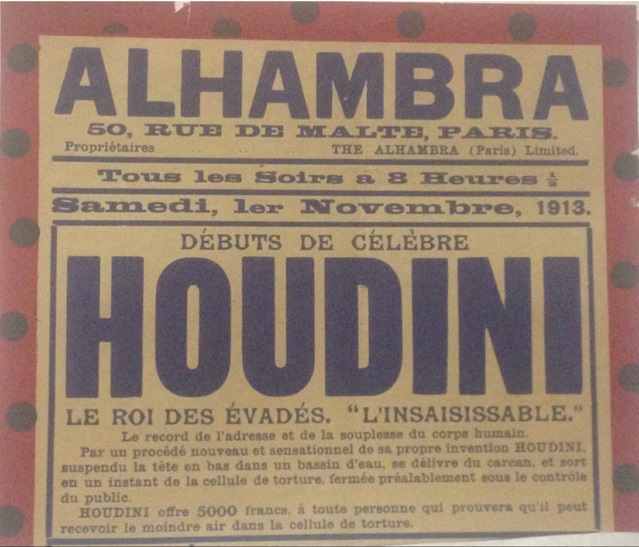 ALHAMBRA
50, RUE DE MALTE, PARIS.
Propriétaires THE ALHAMBRA (Paris) Limited.
Tous les Soirs a 8 Heures ½
Samedi, 1er Novembre, 1913.
DÉBUTS DE CÉLÈBRE
HOUDINI
LE ROI DES ÉVADÉS. "L'INSAISISSABLE."
Le record de l'adresse et de la souplesse du corps humain.
Par un procédé nouveau et sensationnel de sa propre invention HOUDINI,
suspendu la tête en bas dans un bassin d'eau, se délivre du carcan, et sort
en un instant de la cellule de torture, fermée préalablement sous le contrôle
du public.
HOUDINI offre 5000 francs, à toute personne qui prouvera qu'il peut
recevoir le moindre air dans la cellule de torture.